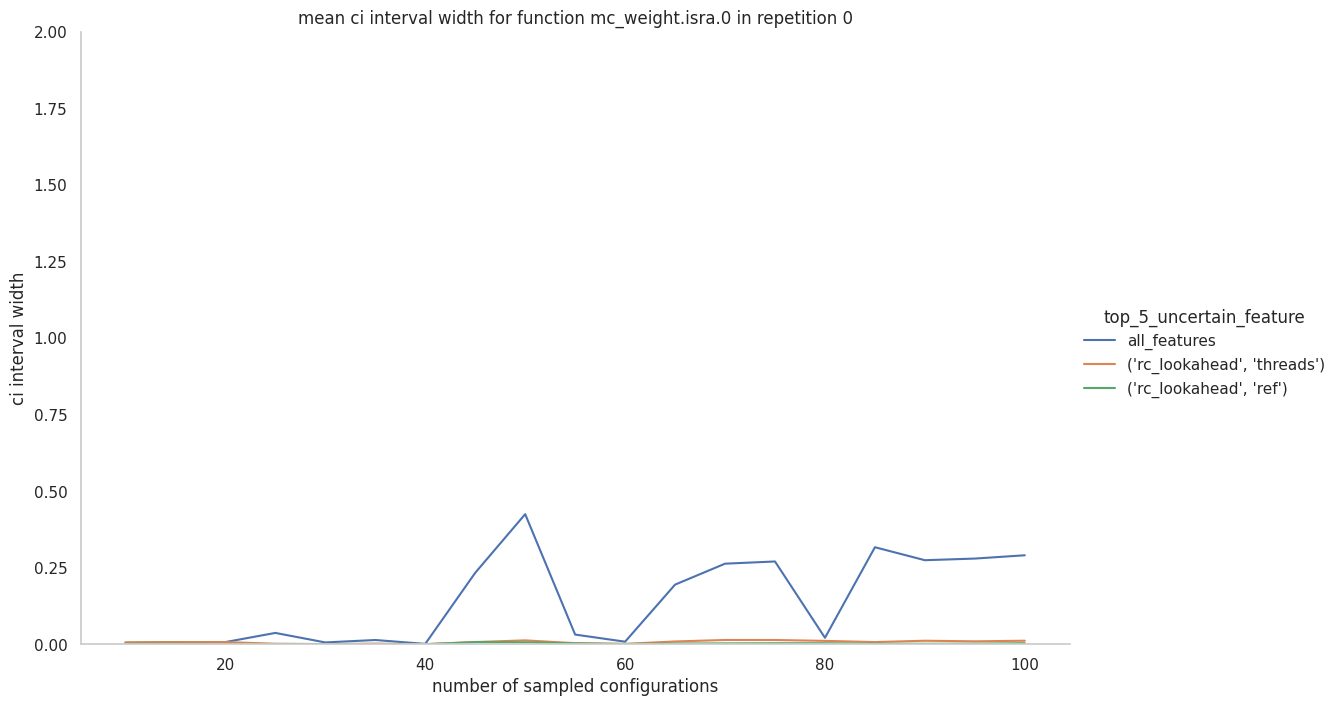 mean ci interval width for function mc_weight.isra.0 in repetition 0
2.00
1.75
1.50
1.25
1.00
0.75
0.50
0.25
0.00
ci interval width
20
40
60
80
100
number of sampled configurations
top_5_uncertain_feature
all_features
('rc_lookahead', 'threads')
('rc_lookahead', 'ref')